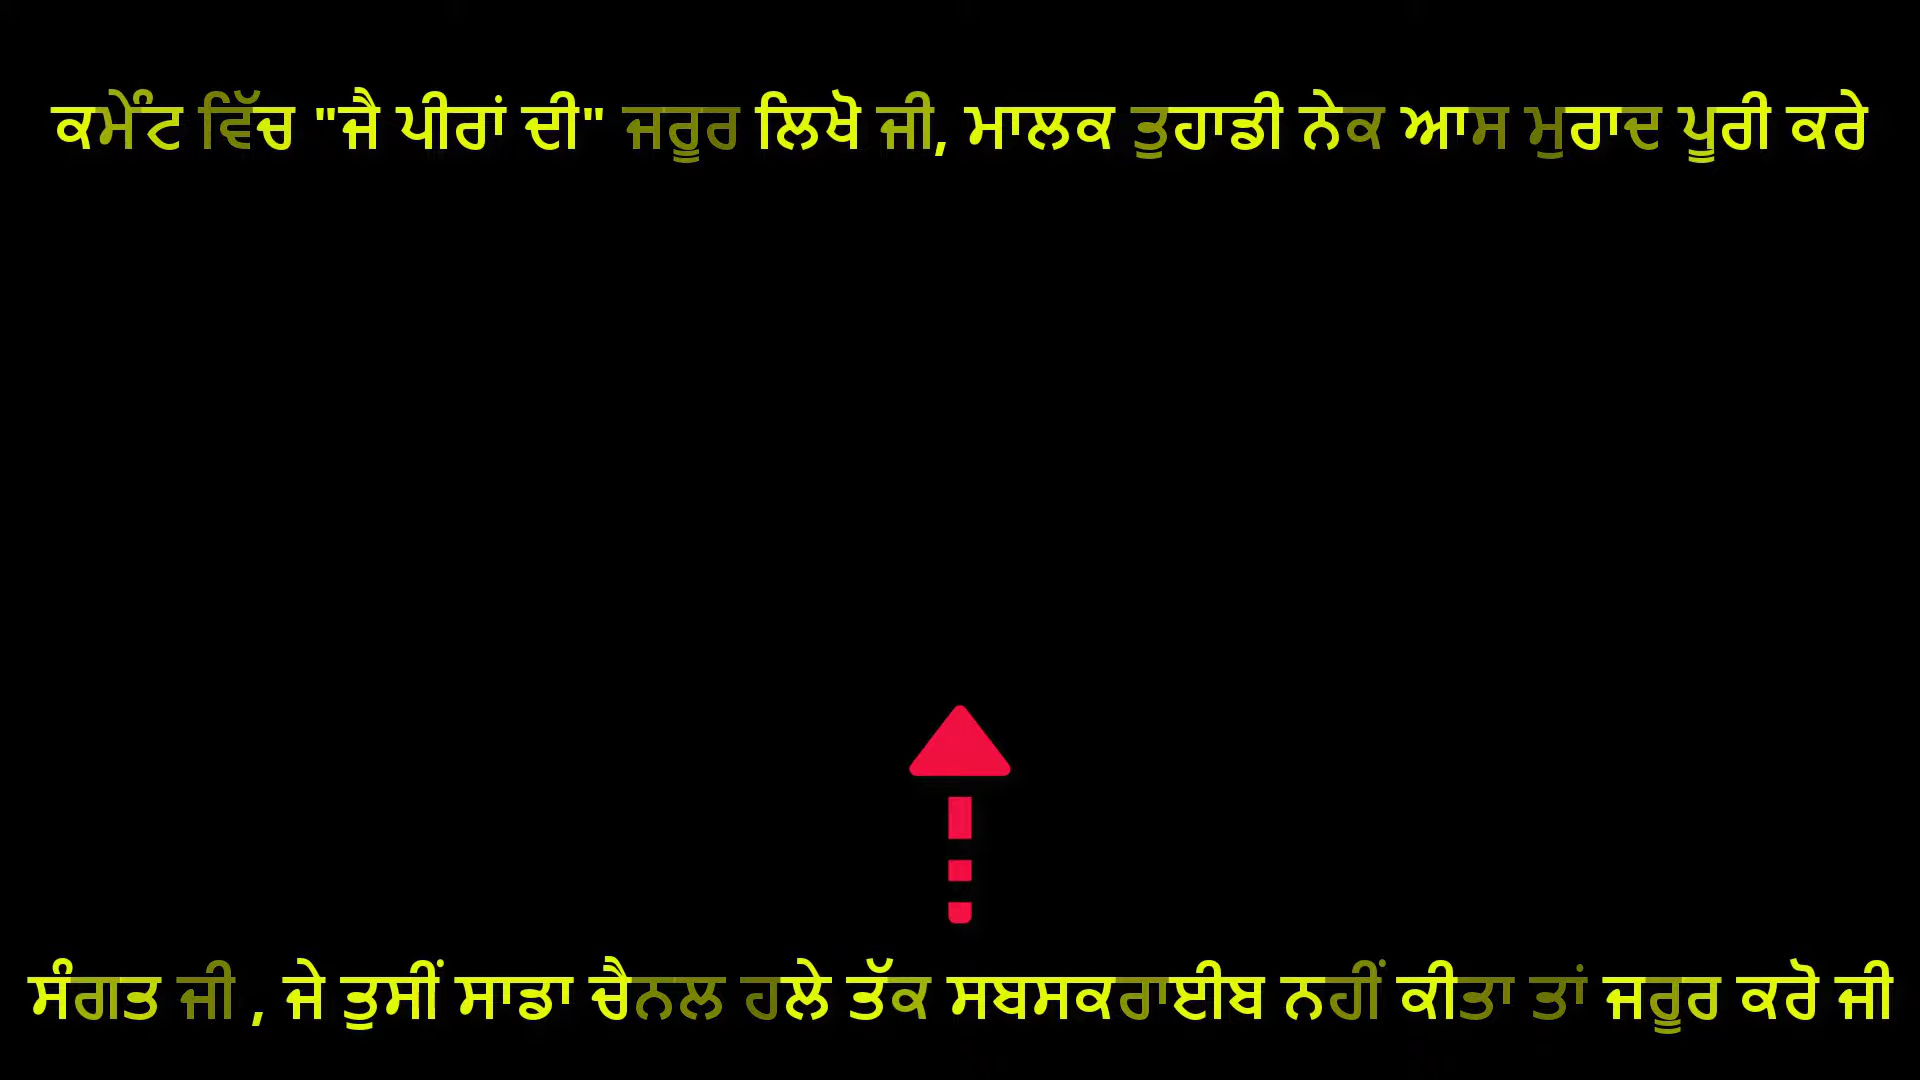 ਕਮੇੰਟ ਵਿੱਚ "ਜੈ ਪੀਰਾਂ ਦੀ" ਜਰੂਰ ਲਿਖੋ ਜੀ, ਮਾਲਕ ਤੁਹਾਡੀ ਨੇਕ ਆਸ ਮੁਰਾਦ ਪੂਰੀ ਕਰੇ
ਸੰਗਤ ਜੀ , ਜੇ ਤੁਸੀਂ ਸਾਡਾ ਚੈਨਲ ਹਲੇ ਤੱਕ ਸਬਸਕਰਾਈਬ ਨਹੀਂ ਕੀਤਾ ਤਾਂ ਜਰੂਰ ਕਰੋ ਜੀ